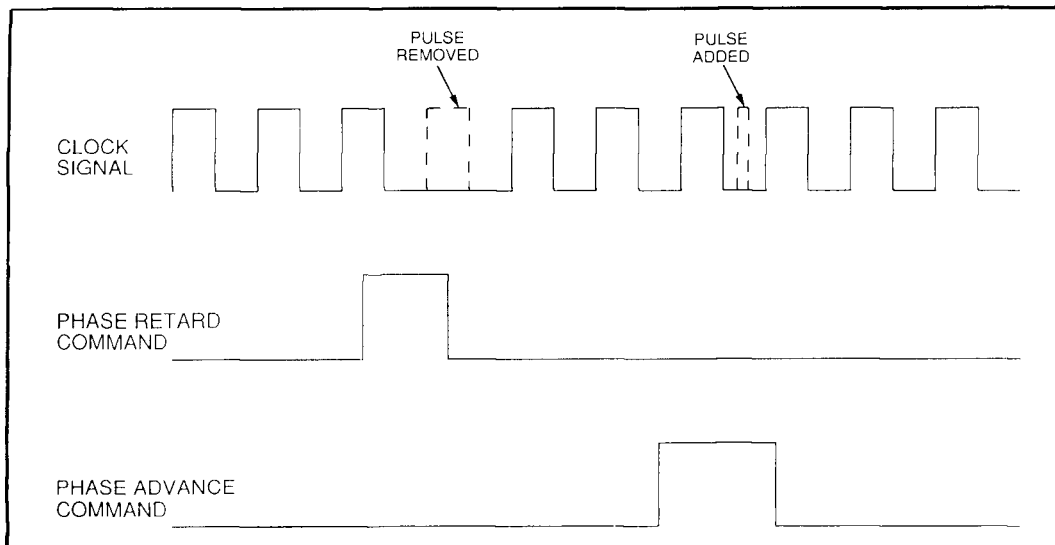 PULSE
REMOVED
PULSE
ADDED
CLOCK
SIGNAL
PHASE RETARD
COMMAND
PHASE ADVANCE
COMMAND